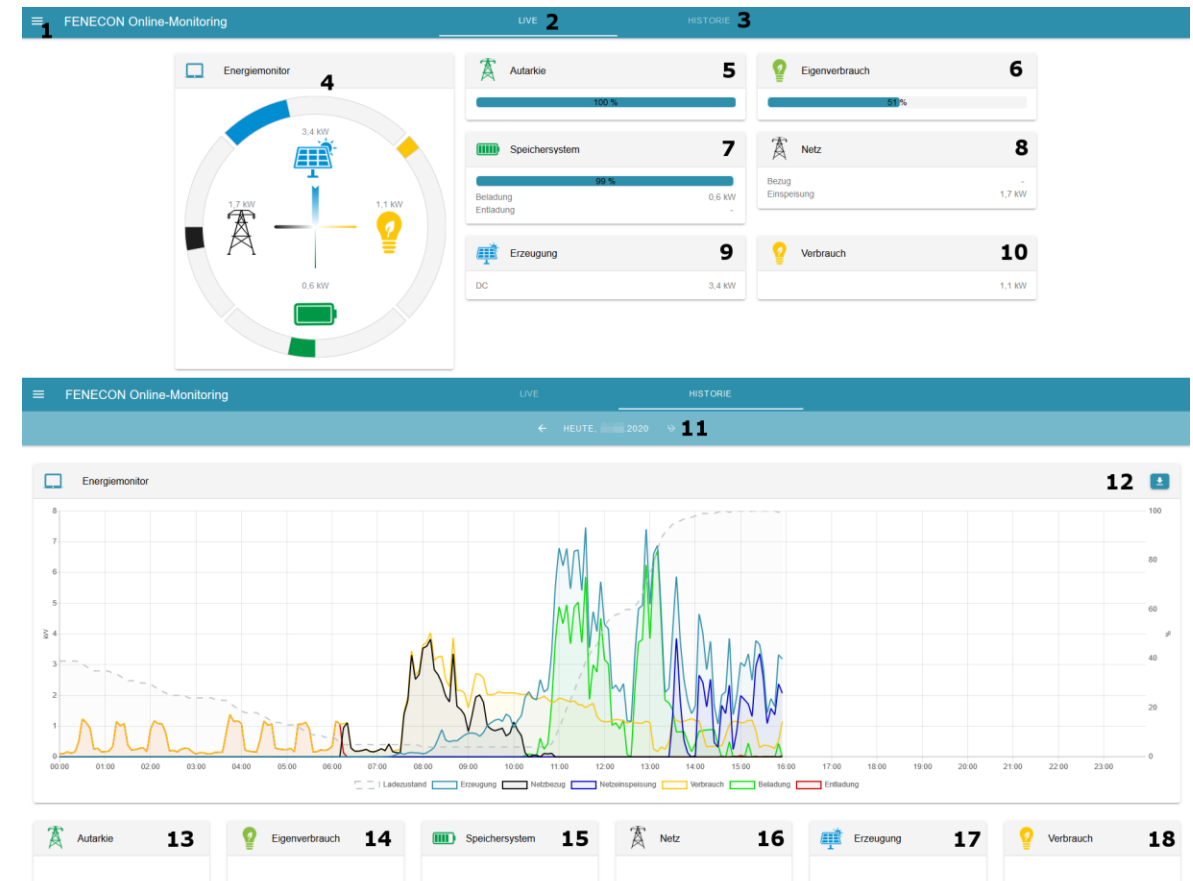 FENECON Online-Monitoring LIVE 2 HISTORIE 3
1
Energiemonitor
4
3,4 kW
1,7 kW
1,1 kW
0,6 kW
Autarkie 5
100 %
Eigenverbrauch 6
51 %
Speichersystem 7
99 %
Beladung 0,6 kW
Entladung -
Netz 8
Bezug -
Einspeisung 1,7 kW
Erzeugung 9
DC 3,4 kW
Verbrauch 10
1,1 kW
FENECON Online-Monitoring LIVE HISTORIE
HEUTE, 2020 11
Energiemonitor 12
8 100
7
80
6
5
60
kW 4 %
3
40
2
20
1
0 0
00:00 01:00 02:00 03:00 04:00 05:00 06:00 07:00 08:00 09:00 10:00 11:00 12:00 13:00 14:00 15:00 16:00 17:00 18:00 19:00 20:00 21:00 22:00 23:00
Ladezustand Erzeugung Netzbezug Netzeinspeisung Verbrauch Beladung Entladung
Autarkie 13 Eigenverbrauch 14 Speichersystem 15 Netz 16 Erzeugung 17 Verbrauch 18